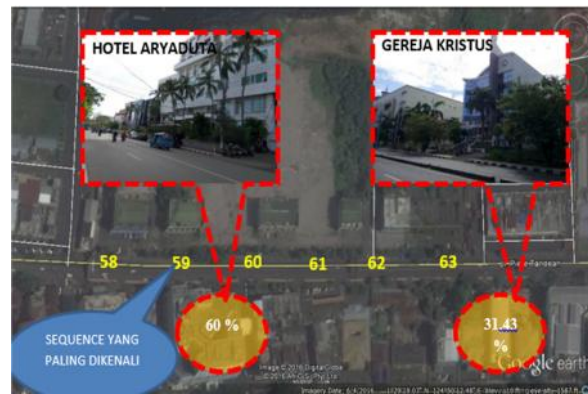 HOTEL ARYADUTA
GEREJA KRISTUS
58 59 60 61 62 63
SEQUENCE YANG
PALING DIKENALI
60 %
31.43
%
Google earth